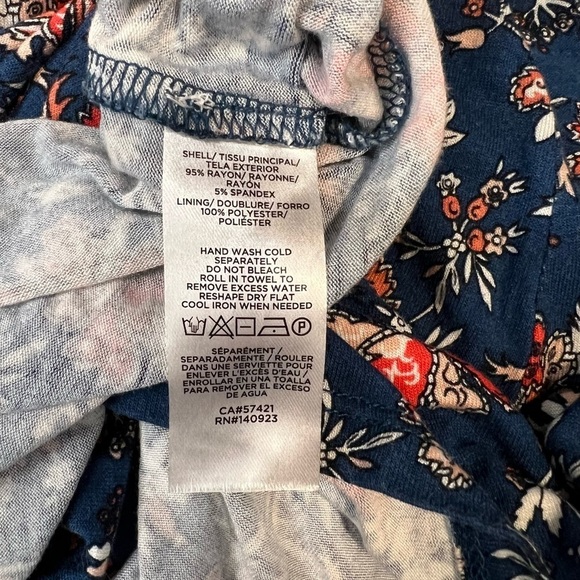 SHELL/ TISSU PRINCIPAL/
TELA EXTERIOR
95% RAYON/ RAYONNE/
RAYÓN
5% SPANDEX
LINING/ DOUBLURE/ FORRO
100% POLYESTER/
POLIÉSTER
HAND WASH COLD
SEPARATELY
DO NOT BLEACH
ROLL IN TOWEL TO
REMOVE EXCESS WATER
RESHAPE DRY FLAT
COOL IRON WHEN NEEDED
P
SÉPARÉMENT/
SEPARADAMENTE / ROULER
DANS UNE SERVIETTE POUR
ENLEVER L'EXCÈS D'EAU /
ENROLLAR EN UNA TOALLA
PARA REMOVER EL EXCESO
DE AGUA
CA#57421
RN#140923